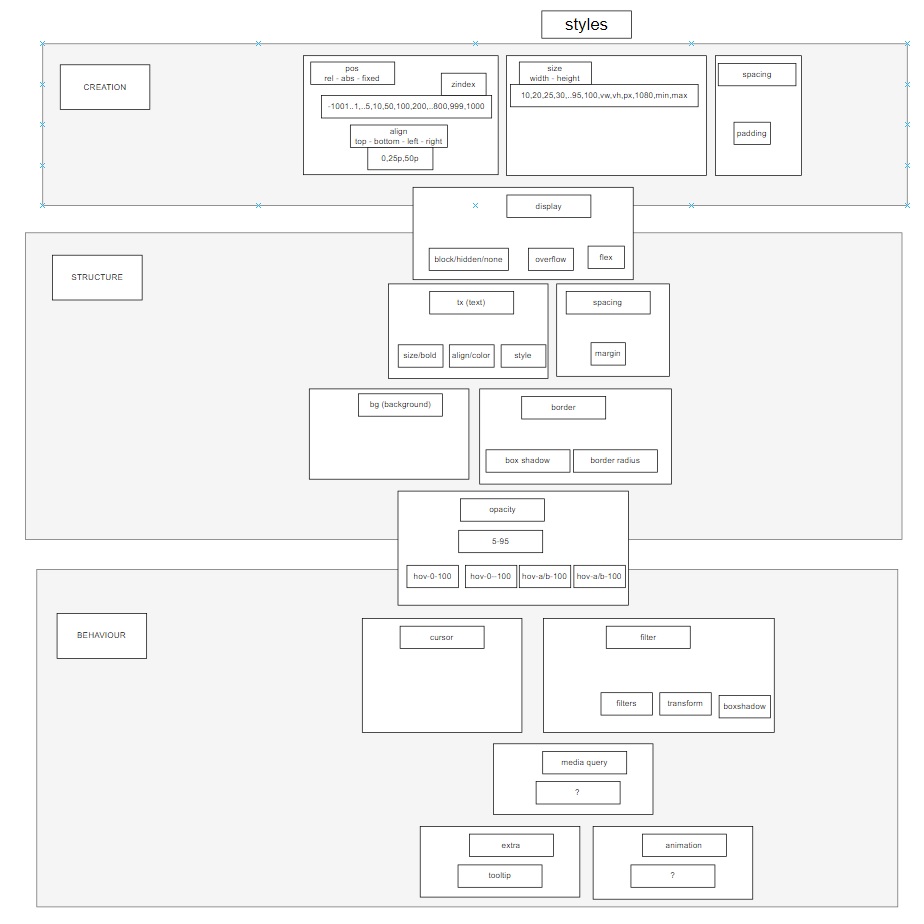 styles
CREATION
pos
rel - abs - fixed
zindex
-1001..1,..5,10,50,100,200,..800,999,1000
align
top - bottom - left - right
0,25p,50p
size
width - height
10,20,25,30,..95,100,vw,vh,px,1080,min,max
spacing
padding
display
block/hidden/none
overflow
flex
STRUCTURE
tx (text)
size/bold
align/color
style
spacing
margin
bg (background)
border
box shadow
border radius
opacity
5-95
hov-0-100
hov-0--100
hov-a/b-100
hov-a/b-100
BEHAVIOUR
cursor
filter
filters
transform
boxshadow
media query
?
extra
tooltip
animation
?